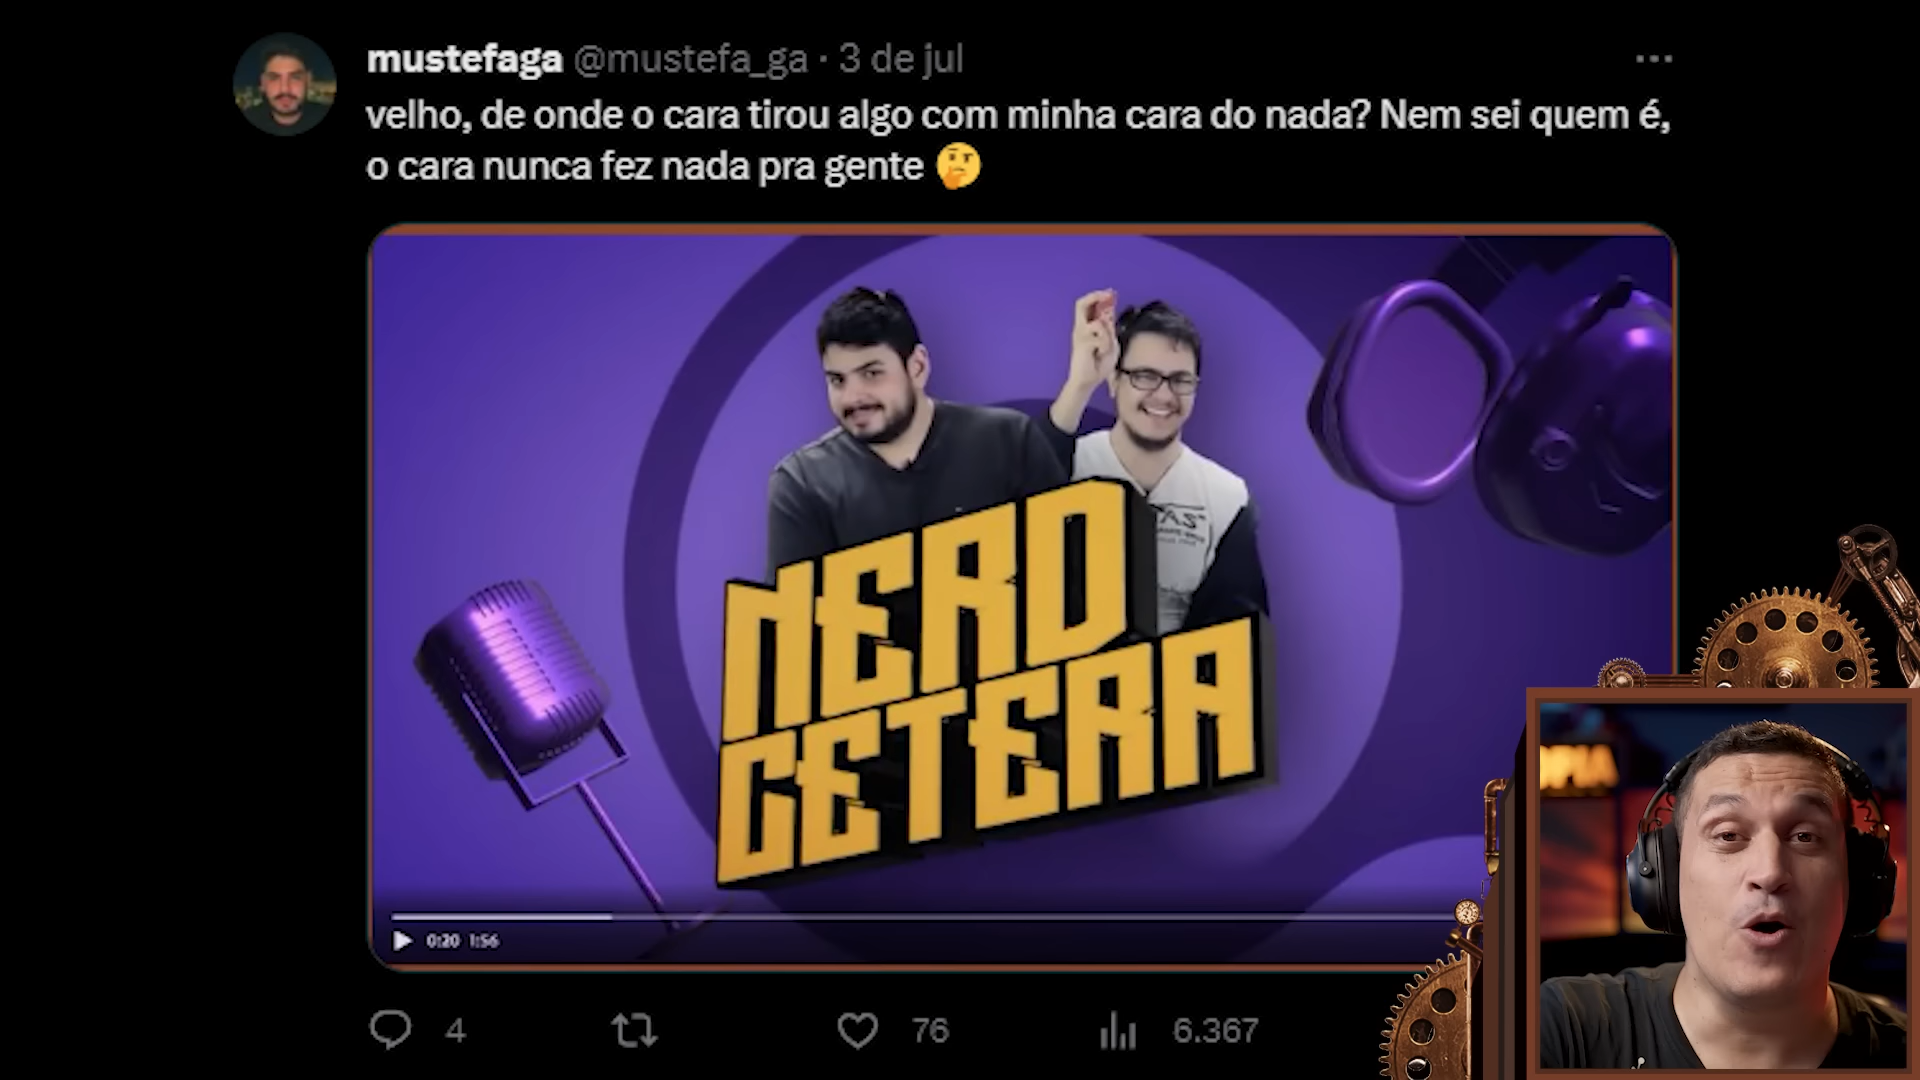 mustefaga @mustefa_ga · 3 de jul
velho, de onde o cara tirou algo com minha cara do nada? Nem sei quem é,
o cara nunca fez nada pra gente 🤔
NERD
CETERA
0:20 1:56
4 76 6.367